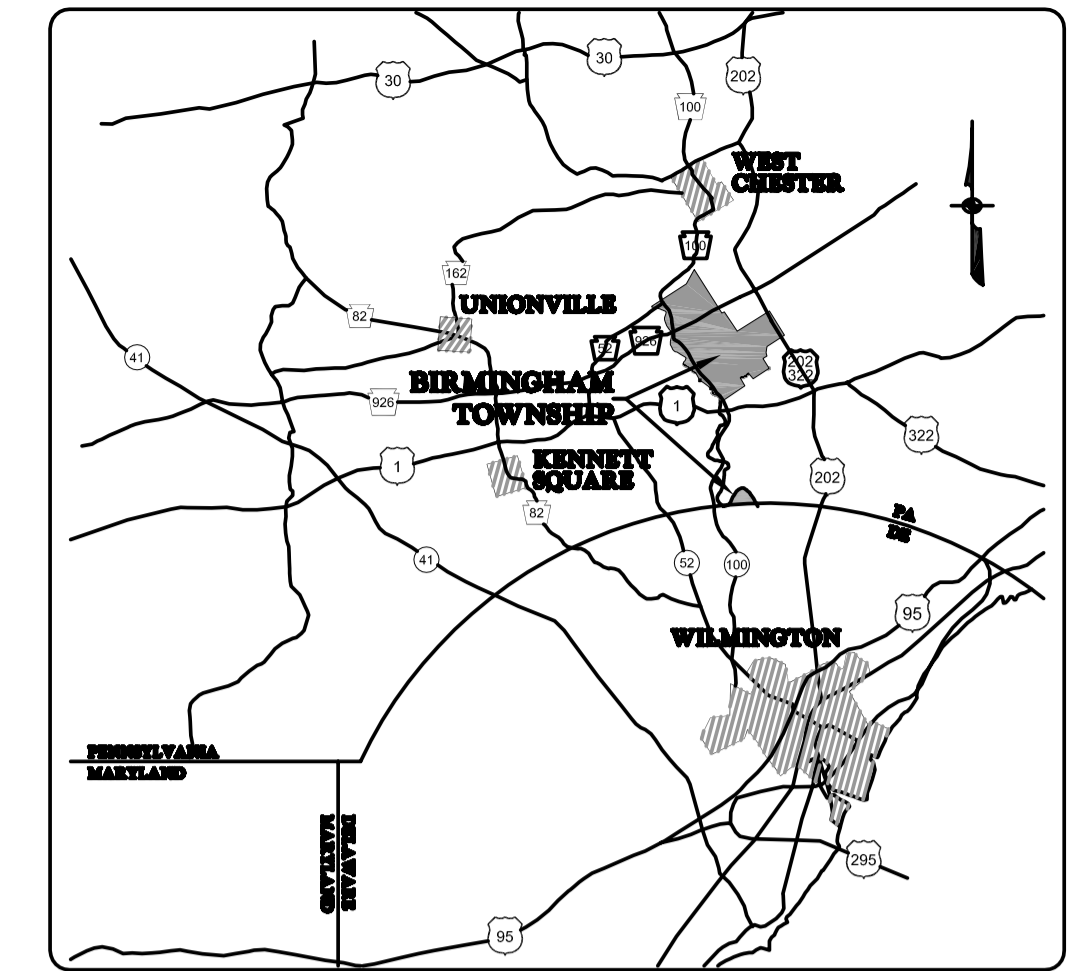 30
30
202
100
WEST
CHESTER
100
162
UNIONVILLE
82
52
926
41
202
322
BIRMINGHAM
TOWNSHIP
926
1
322
1
KENNETT
SQUARE
202
82
PA
DE
41
52
100
95
WILMINGTON
PENNSYLVANIA
MARYLAND
DELAWARE
MARYLAND
295
95